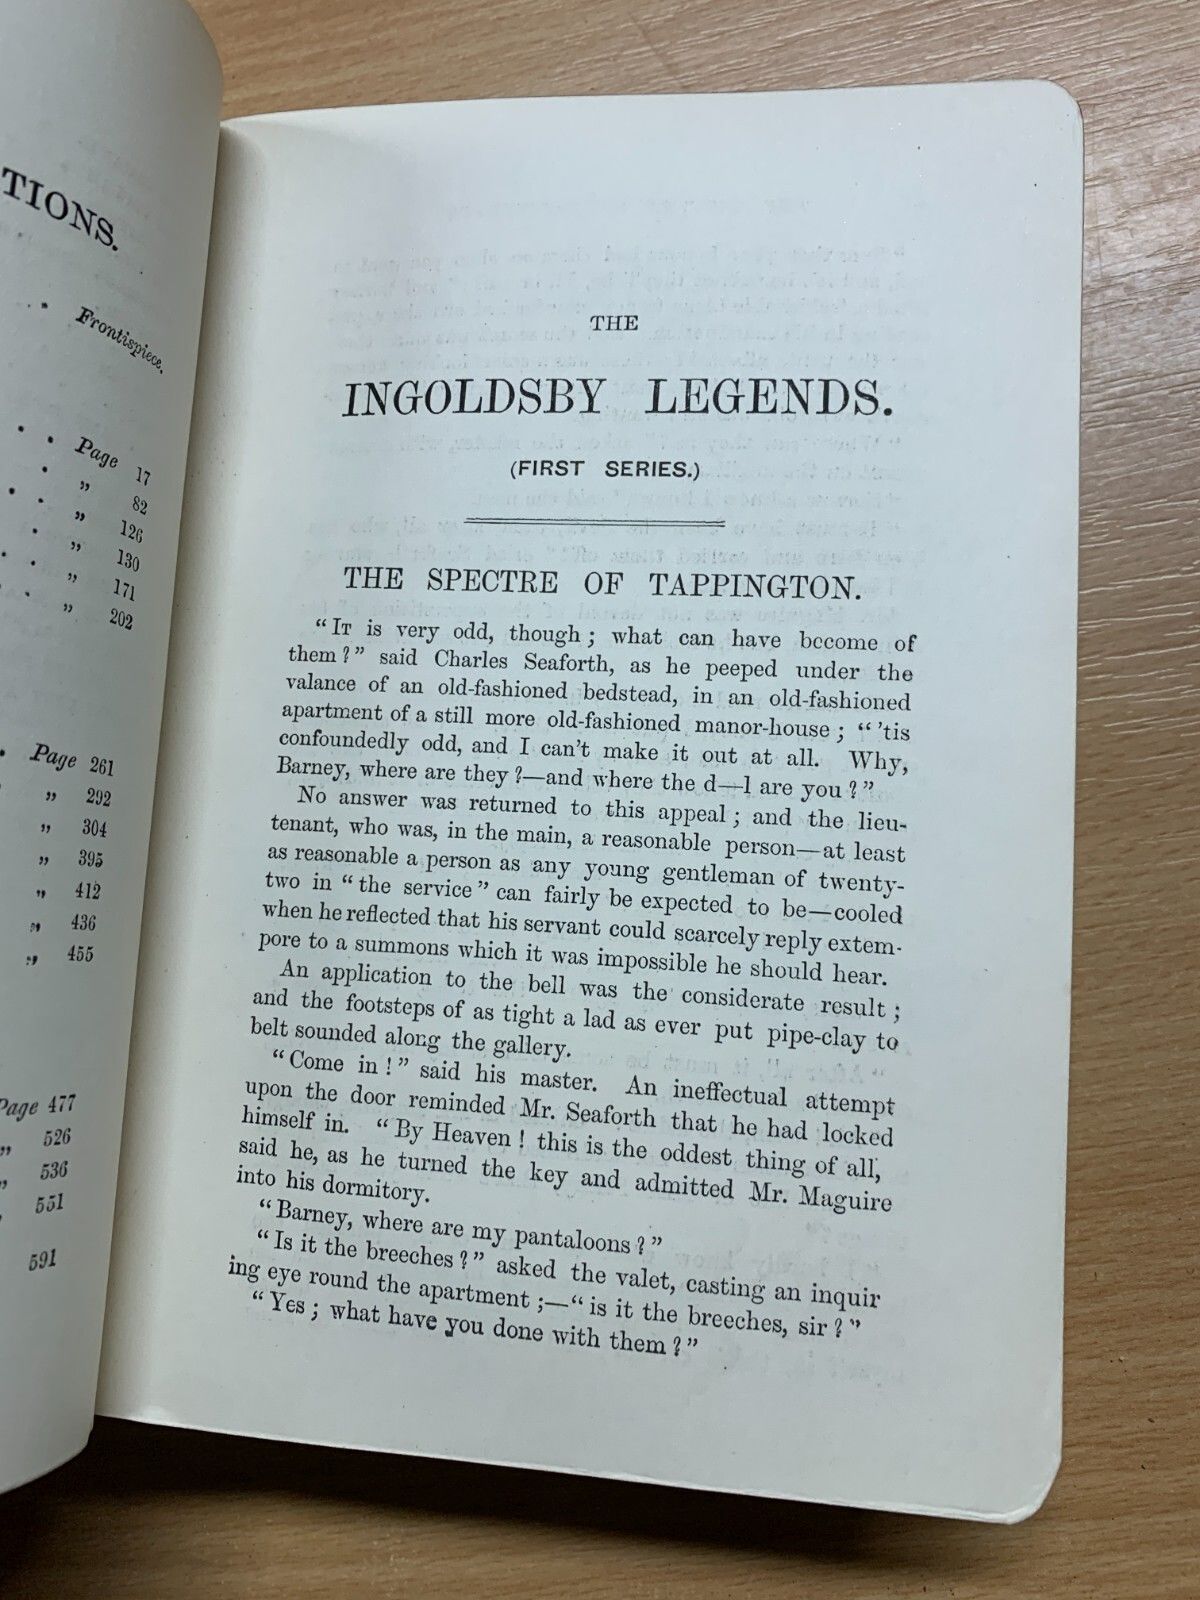 TIONS.
Frontispiece.
Page 17
" 82
" 126
" 130
" 171
" 202
Page 261
" 292
" 304
" 395
" 412
" 436
" 455
Page 477
" 526
" 536
551
591
THE
INGOLDSBY LEGENDS.
(FIRST SERIES.)
THE SPECTRE OF TAPPINGTON.
"IT is very odd, though; what can have become of
them?" said Charles Seaforth, as he peeped under the
valance of an old-fashioned bedstead, in an old-fashioned
apartment of a still more old-fashioned manor-house; "'tis
confoundedly odd, and I can't make it out at all. Why,
Barney, where are they?—and where the d—l are you?"
No answer was returned to this appeal; and the lieu-
tenant, who was, in the main, a reasonable person—at least
as reasonable a person as any young gentleman of twenty-
two in "the service" can fairly be expected to be—cooled
when he reflected that his servant could scarcely reply extem-
pore to a summons which it was impossible he should hear.
An application to the bell was the considerate result;
and the footsteps of as tight a lad as ever put pipe-clay to
belt sounded along the gallery.
"Come in!" said his master. An ineffectual attempt
upon the door reminded Mr. Seaforth that he had locked
himself in. "By Heaven! this is the oddest thing of all,
said he, as he turned the key and admitted Mr. Maguire
into his dormitory.
"Barney, where are my pantaloons?"
"Is it the breeches?" asked the valet, casting an inquir
ing eye round the apartment;—"is it the breeches, sir?"
"Yes; what have you done with them?"